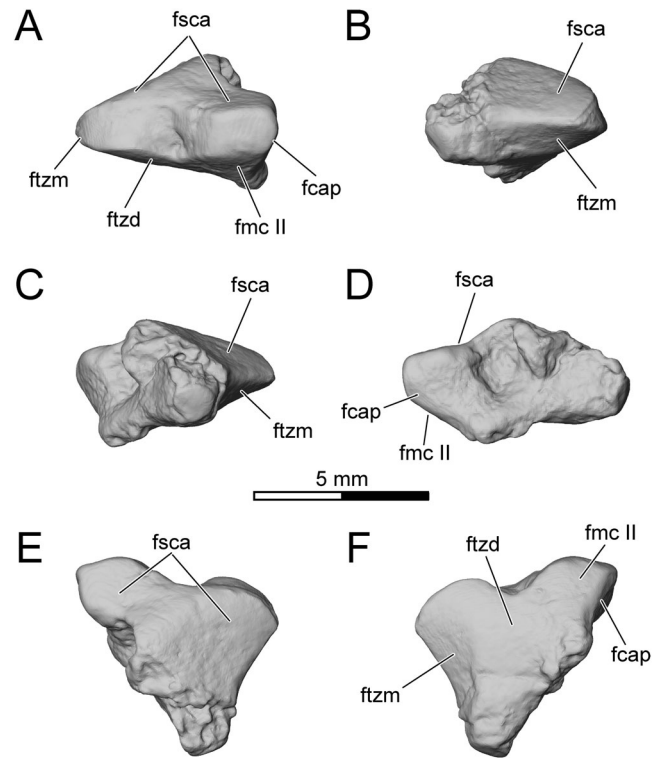 A
fsca
ftzm
ftzd
fmc II
fcap
B
fsca
ftzm
C
fsca
ftzm
D
fsca
fcap
fmc II
5 mm
E
fsca
F
ftzd
fmc II
ftzm
fcap